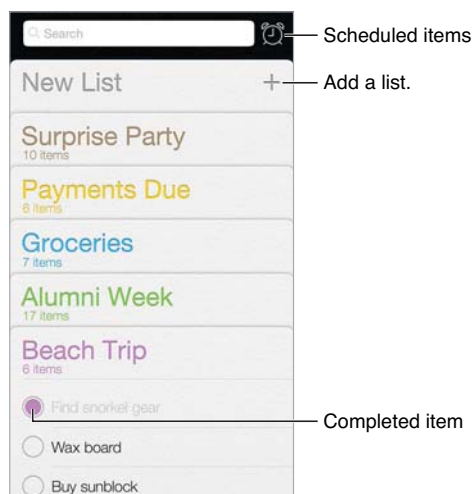 Search
Scheduled items
New List
Add a list.
Surprise Party
10 items
Payments Due
6 items
Groceries
7 items
Alumni Week
17 items
Beach Trip
6 items
Find snorkel gear
Completed item
Wax board
Buy sunblock